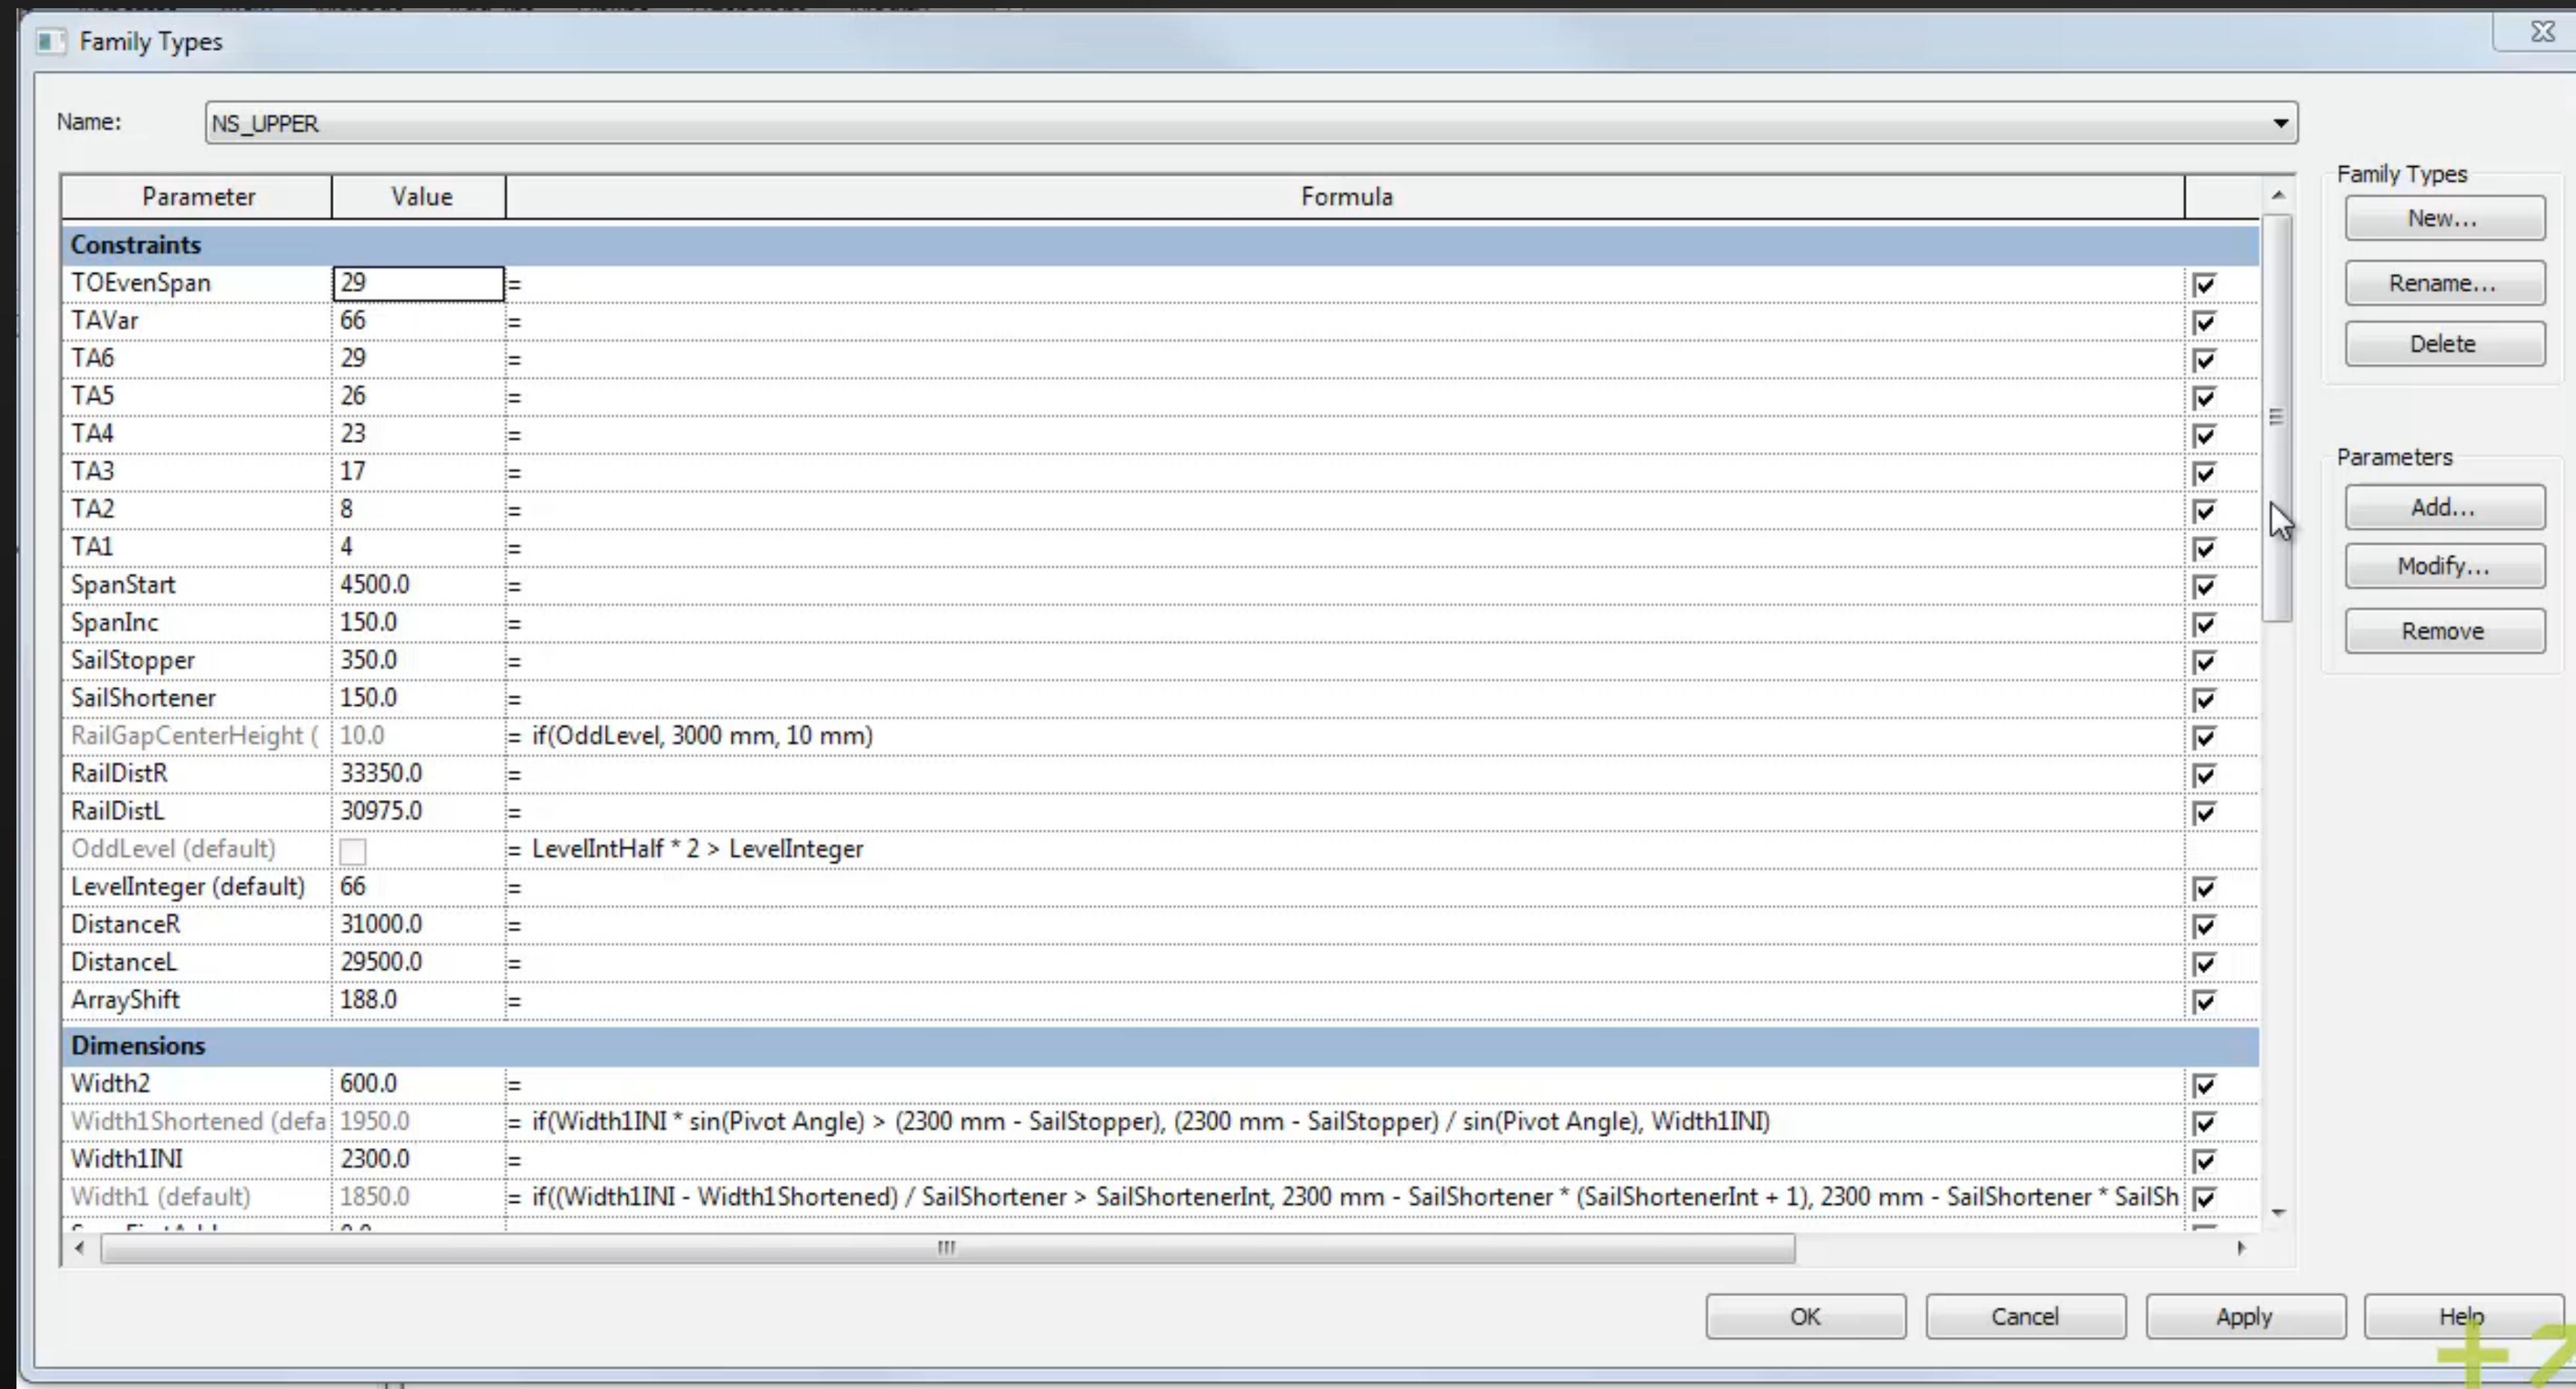 Family Types
Name: NS_UPPER
Parameter Value Formula
Constraints
TOEvenSpan 29 =
TAVar 66 =
TA6 29 =
TA5 26 =
TA4 23 =
TA3 17 =
TA2 8 =
TA1 4 =
SpanStart 4500.0 =
SpanInc 150.0 =
SailStopper 350.0 =
SailShortener 150.0 =
RailGapCenterHeight ( 10.0 = if(OddLevel, 3000 mm, 10 mm)
RailDistR 33350.0 =
RailDistL 30975.0 =
OddLevel (default) = LevelIntHalf * 2 > LevelInteger
LevelInteger (default) 66 =
DistanceR 31000.0 =
DistanceL 29500.0 =
ArrayShift 188.0 =
Dimensions
Width2 600.0 =
Width1Shortened (defa 1950.0 = if(Width1INI * sin(Pivot Angle) > (2300 mm - SailStopper), (2300 mm - SailStopper) / sin(Pivot Angle), Width1INI)
Width1INI 2300.0 =
Width1 (default) 1850.0 = if((Width1INI - Width1Shortened) / SailShortener > SailShortenerInt, 2300 mm - SailShortener * (SailShortenerInt + 1), 2300 mm - SailShortener * SailSh
Family Types
New...
Rename...
Delete
Parameters
Add...
Modify...
Remove
OK Cancel Apply Help